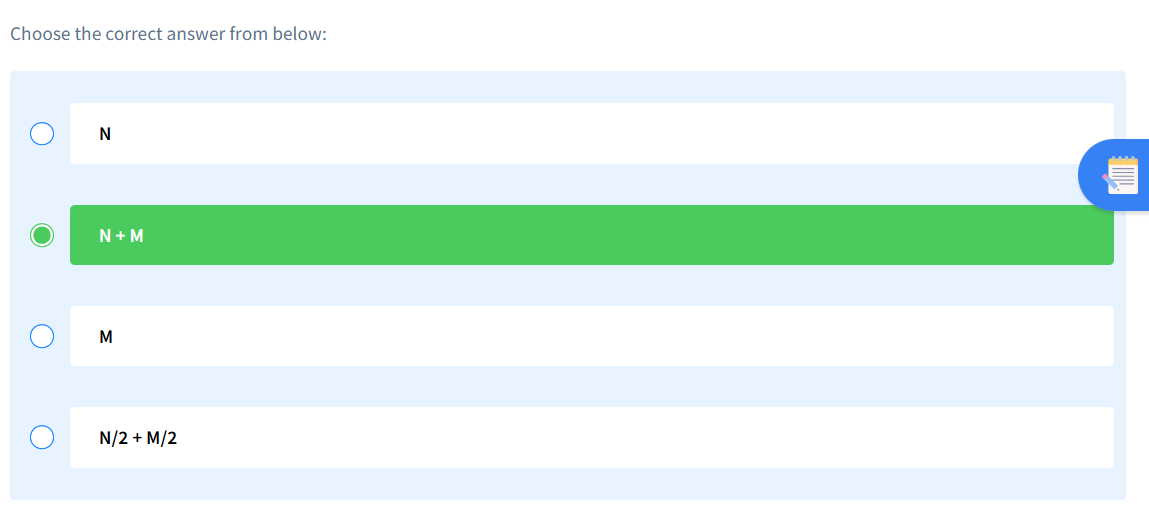 Choose the correct answer from below:
N
N + M
M
N/2 + M/2